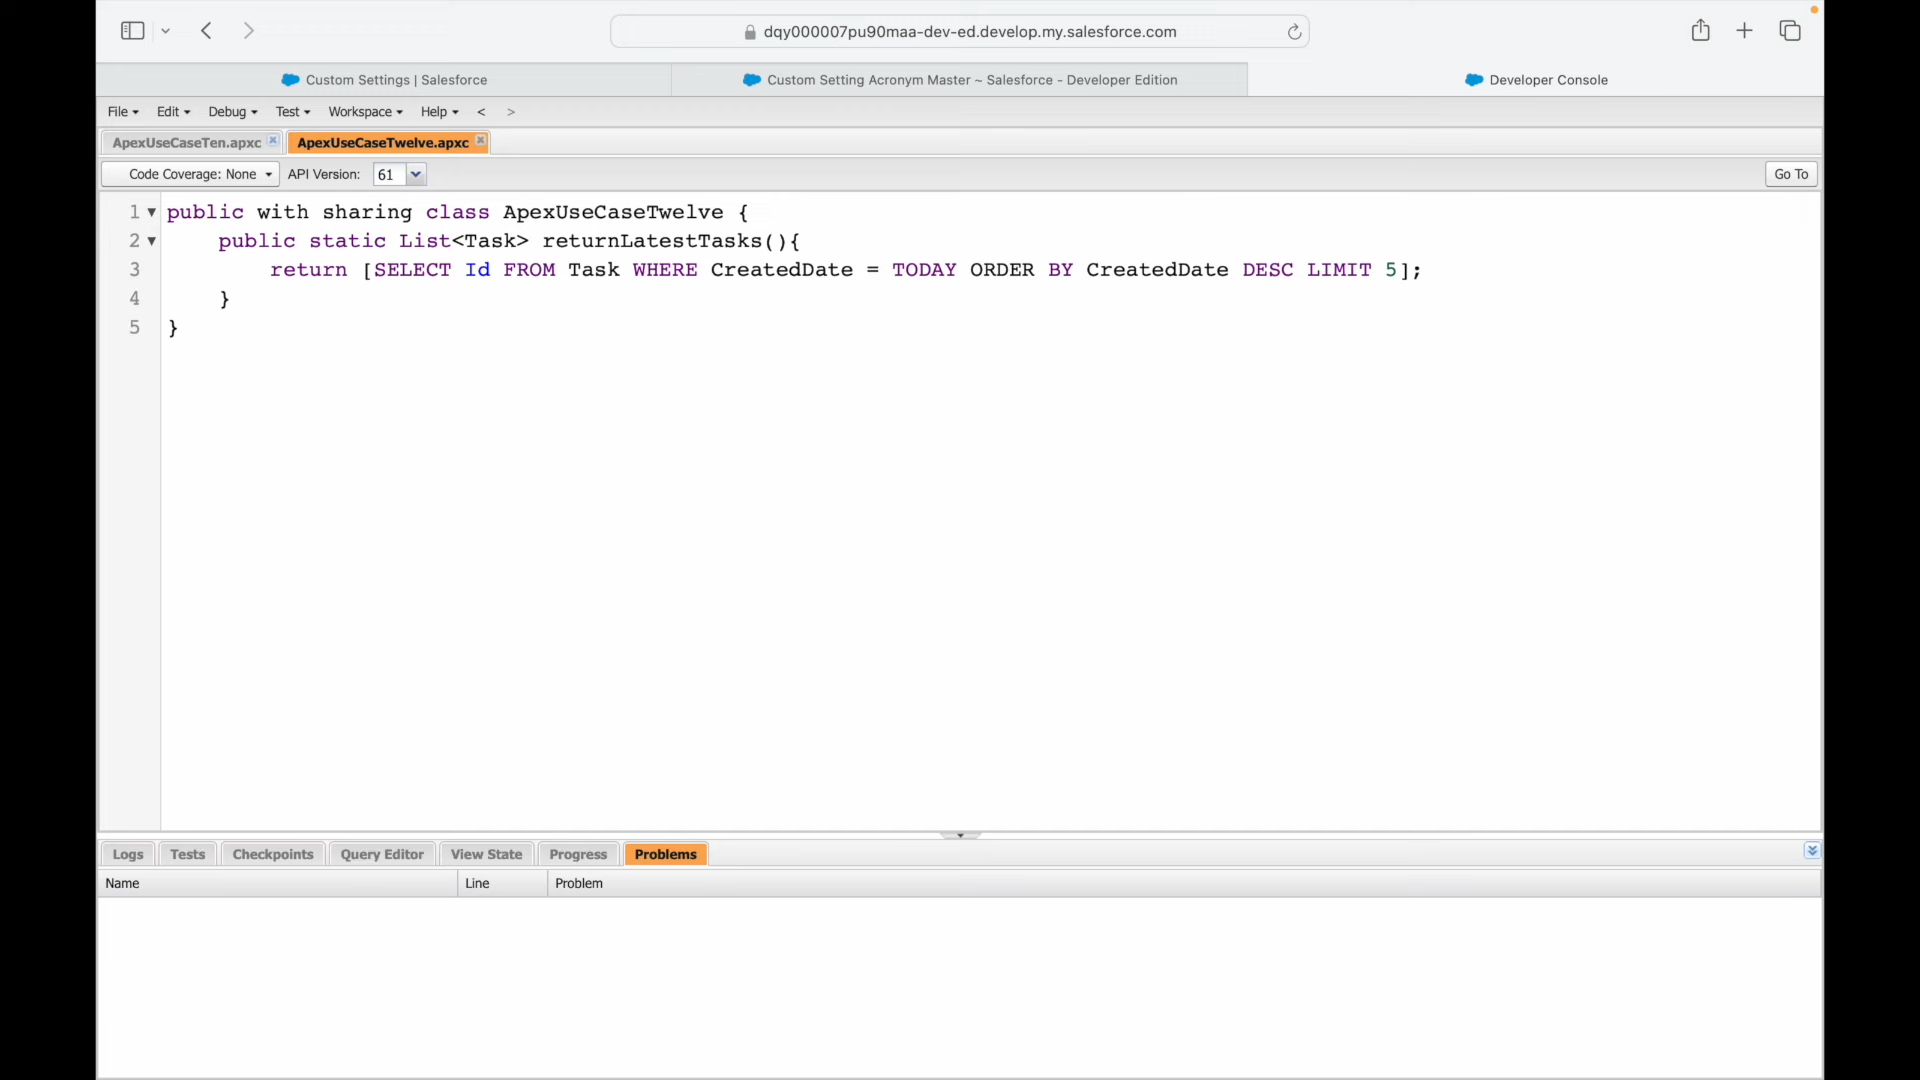 dqy000007pu90maa-dev-ed.develop.my.salesforce.com
Custom Settings | Salesforce
Custom Setting Acronym Master ~ Salesforce - Developer Edition
Developer Console
File Edit Debug Test Workspace Help < >
ApexUseCaseTen.apxc ApexUseCaseTwelve.apxc
Code Coverage: None API Version: 61 Go To
1 public with sharing class ApexUseCaseTwelve {
2 public static List<Task> returnLatestTasks(){
3 return [SELECT Id FROM Task WHERE CreatedDate = TODAY ORDER BY CreatedDate DESC LIMIT 5];
4 }
5 }
Logs Tests Checkpoints Query Editor View State Progress Problems
Name Line Problem